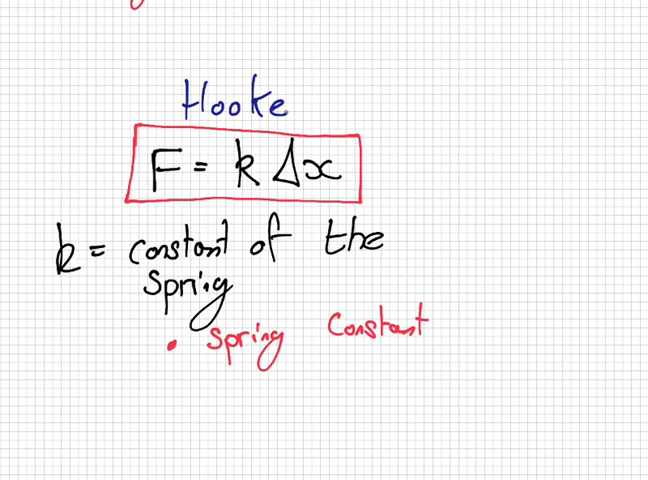 Hooke
F = k Δx
k = constant of the
Spring
• Spring Constant